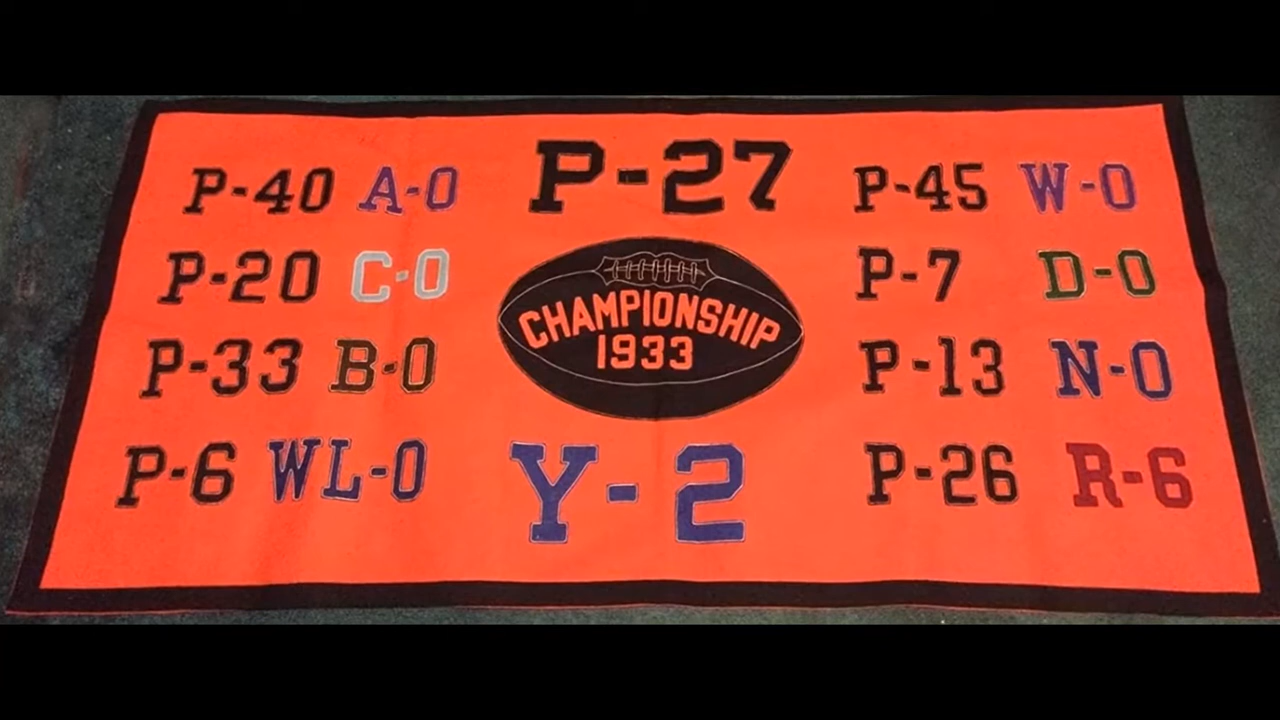 P-27
P-40 A-0
P-20 C-0
P-33 B-0
P-6 WL-0
CHAMPIONSHIP
1933
P-45 W-0
P-7 D-0
P-13 N-0
P-26 R-6
Y-2